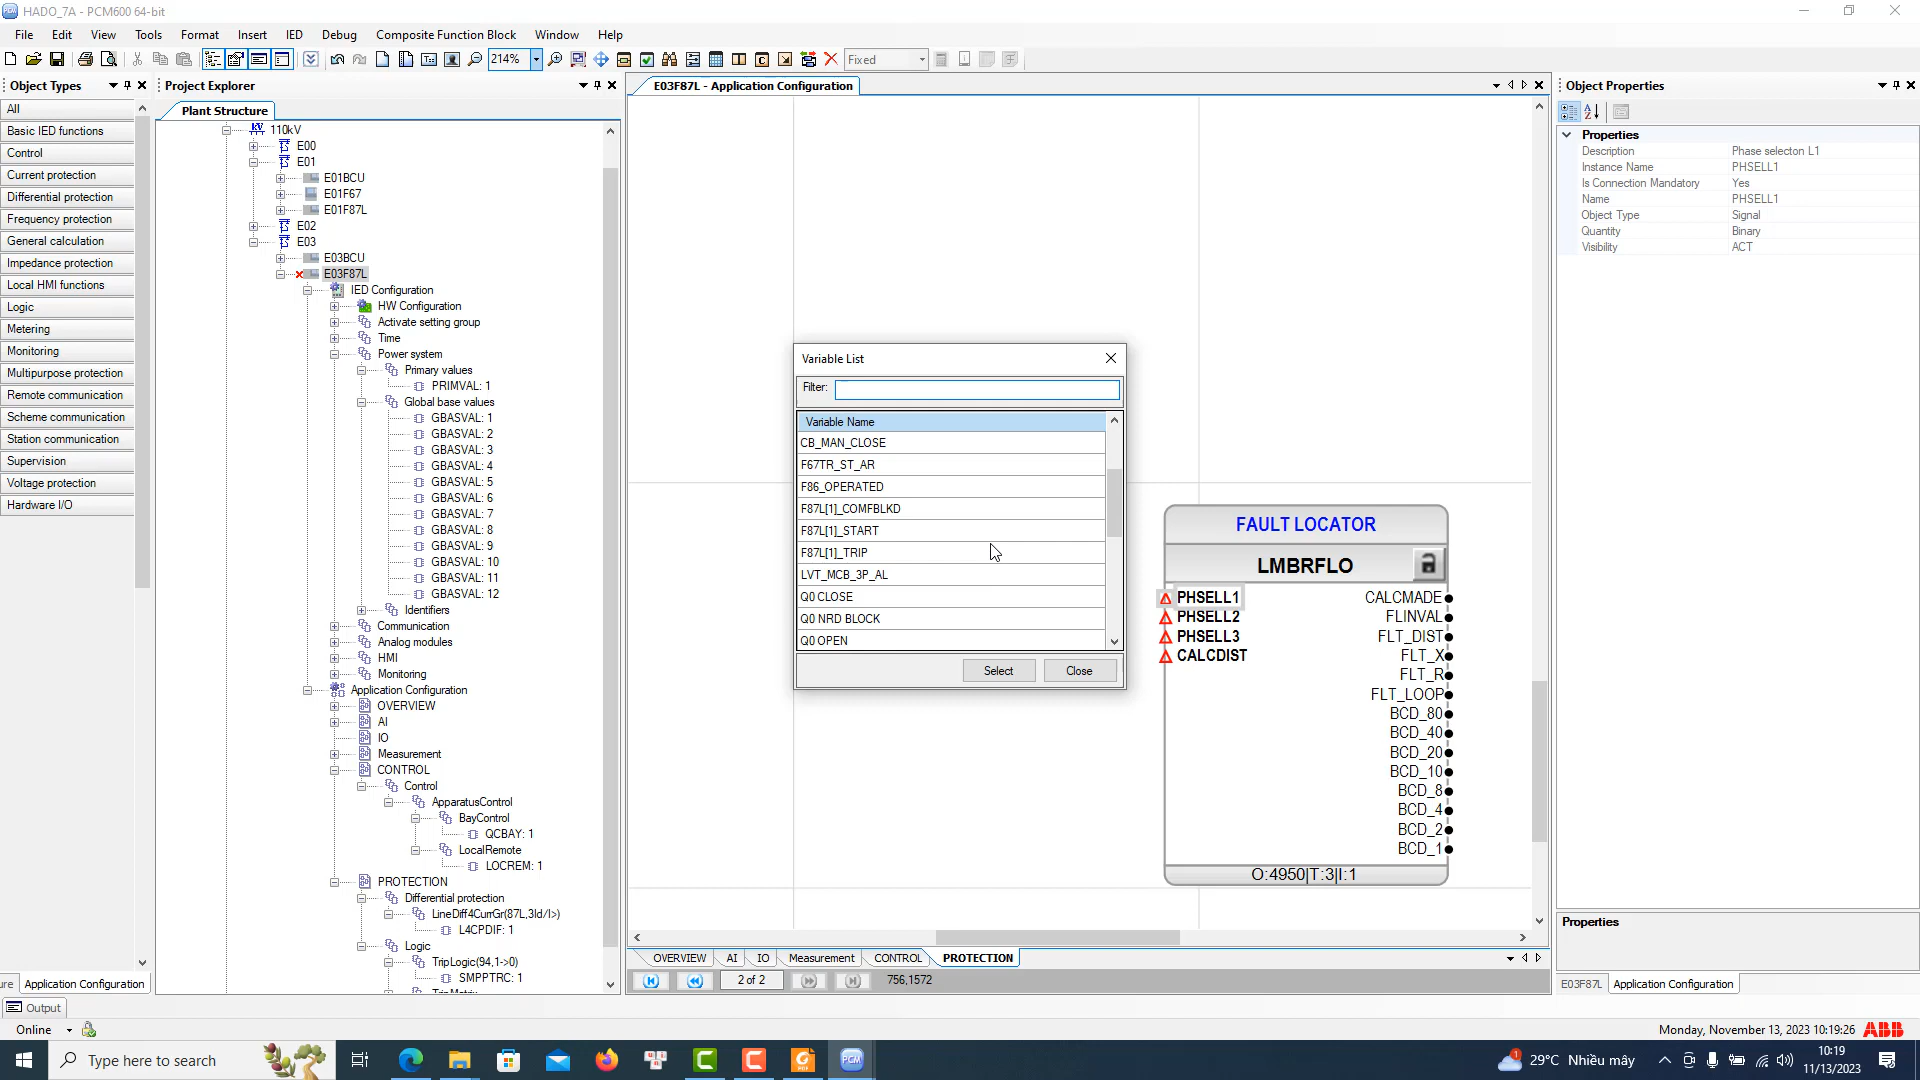 HADO_7A - PCM600 64-bit
File Edit View Tools Format Insert IED Debug Composite Function Block Window Help
214% Fixed
Object Types
All
Basic IED functions
Control
Current protection
Differential protection
Frequency protection
General calculation
Impedance protection
Local HMI functions
Logic
Metering
Monitoring
Multipurpose protection
Remote communication
Scheme communication
Station communication
Supervision
Voltage protection
Hardware I/O
ure Application Configuration
Project Explorer
Plant Structure
110kV
E00
E01
E01BCU
E01F67
E01F87L
E02
E03
E03BCU
E03F87L
IED Configuration
HW Configuration
Activate setting group
Time
Power system
Primary values
PRIMVAL: 1
Global base values
GBASVAL: 1
GBASVAL: 2
GBASVAL: 3
GBASVAL: 4
GBASVAL: 5
GBASVAL: 6
GBASVAL: 7
GBASVAL: 8
GBASVAL: 9
GBASVAL: 10
GBASVAL: 11
GBASVAL: 12
Identifiers
Communication
Analog modules
HMI
Monitoring
Application Configuration
OVERVIEW
AI
IO
Measurement
CONTROL
Control
ApparatusControl
BayControl
QCBAY: 1
LocalRemote
LOCREM: 1
PROTECTION
Differential protection
LineDiff4CurrGr(87L,3Id/I>)
L4CPDIF: 1
Logic
TripLogic(94,1->0)
SMPPTRC: 1
E03F87L - Application Configuration
Variable List
Filter:
Variable Name
CB_MAN_CLOSE
F67TR_ST_AR
F86_OPERATED
F87L[1]_COMFBLKD
F87L[1]_START
F87L[1]_TRIP
LVT_MCB_3P_AL
Q0 CLOSE
Q0 NRD BLOCK
Q0 OPEN
Select Close
FAULT LOCATOR
LMBRFLO
PHSELL1 CALCMADE
PHSELL2 FLINVAL
PHSELL3 FLT_DIST
CALCDIST FLT_X
FLT_R
FLT_LOOP
BCD_80
BCD_40
BCD_20
BCD_10
BCD_8
BCD_4
BCD_2
BCD_1
O:4950|T:3|I:1
OVERVIEW AI IO Measurement CONTROL PROTECTION
2 of 2 756,1572
Object Properties
Properties
Description Phase selecton L1
Instance Name PHSELL1
Is Connection Mandatory Yes
Name PHSELL1
Object Type Signal
Quantity Binary
Visibility ACT
Properties
E03F87L Application Configuration
Output
Online
Monday, November 13, 2023 10:19:26 ABB
Type here to search
PCM
1 29°C Nhiều mây
10:19
11/13/2023